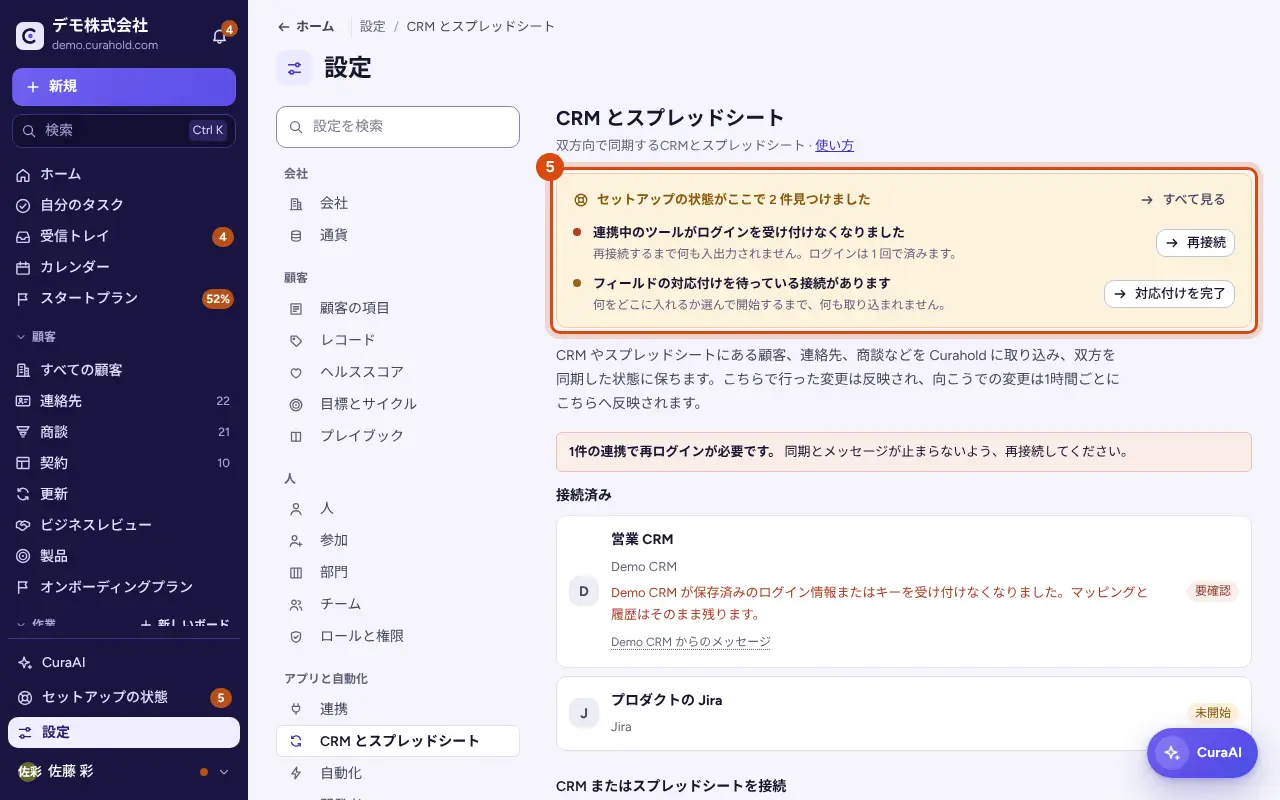 デモ株式会社
demo.curahold.com
4
新規
検索
Ctrl K
ホーム
自分のタスク
受信トレイ
4
カレンダー
スタートプラン
52%
顧客
すべての顧客
連絡先
22
商談
21
契約
10
更新
ビジネスレビュー
製品
オンボーディングプラン
作業
新しいボード
CuraAI
セットアップの状態
5
設定
佐彩
佐藤 彩
ホーム
設定 / CRM とスプレッドシート
設定
設定を検索
会社
会社
通貨
顧客
顧客の項目
レコード
ヘルススコア
目標とサイクル
プレイブック
人
人
参加
部門
チーム
ロールと権限
アプリと自動化
連携
CRM とスプレッドシート
自動化
CRM とスプレッドシート
双方向で同期するCRMとスプレッドシート · 使い方
5
セットアップの状態がここで 2 件見つけました
すべて見る
連携中のツールがログインを受け付けなくなりました
再接続するまで何も入出力されません。ログインは 1 回で済みます。
再接続
フィールドの対応付けを待っている接続があります
何をどこに入れるか選んで開始するまで、何も取り込まれません。
対応付けを完了
CRM やスプレッドシートにある顧客、連絡先、商談などを Curahold に取り込み、双方を
同期した状態に保ちます。こちらで行った変更は反映され、向こうでの変更は1時間ごとに
こちらへ反映されます。
1件の連携で再ログインが必要です。 同期とメッセージが止まらないよう、再接続してください。
接続済み
D
営業 CRM
Demo CRM
Demo CRM が保存済みのログイン情報またはキーを受け付けなくなりました。マッピングと
履歴はそのまま残ります。
Demo CRM からのメッセージ
要確認
J
プロダクトの Jira
Jira
未開始
CuraAI
CRM またはスプレッドシートを接続